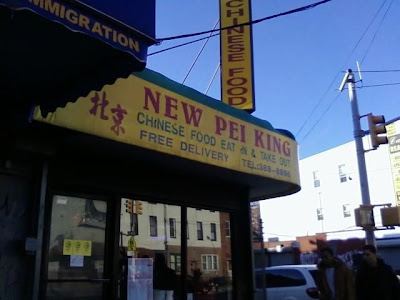 IMMIGRATION
CHINESE FOOD
北京
NEW PEI KING
CHINESE FOOD EAT IN & TAKE OUT
FREE DELIVERY